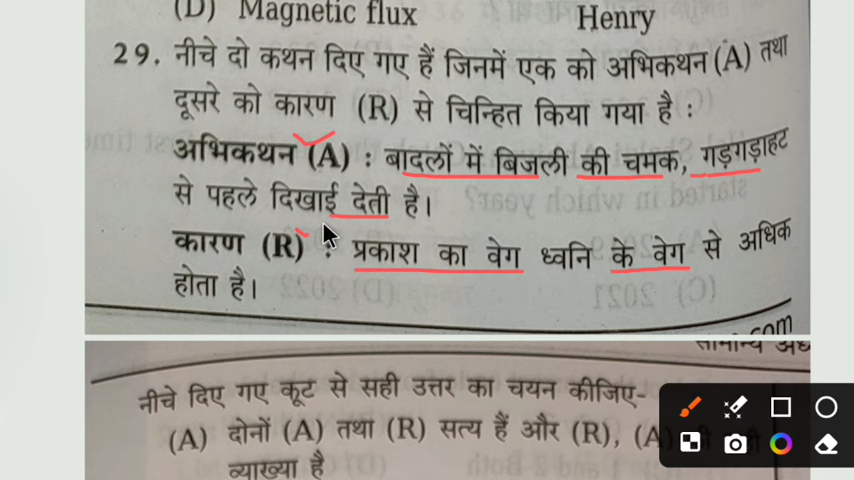 (D) Magnetic flux Henry
29. नीचे दो कथन दिए गए हैं जिनमें एक को अभिकथन (A) तथा
दूसरे को कारण (R) से चिन्हित किया गया है :
अभिकथन (A) : बादलों में बिजली की चमक, गड़गड़ाहट
से पहले दिखाई देती है।
कारण (R) : प्रकाश का वेग ध्वनि के वेग से अधिक
होता है।
सामान्य अध
नीचे दिए गए कूट से सही उत्तर का चयन कीजिए-
(A) दोनों (A) तथा (R) सत्य हैं और (R), (A)
व्याख्या है